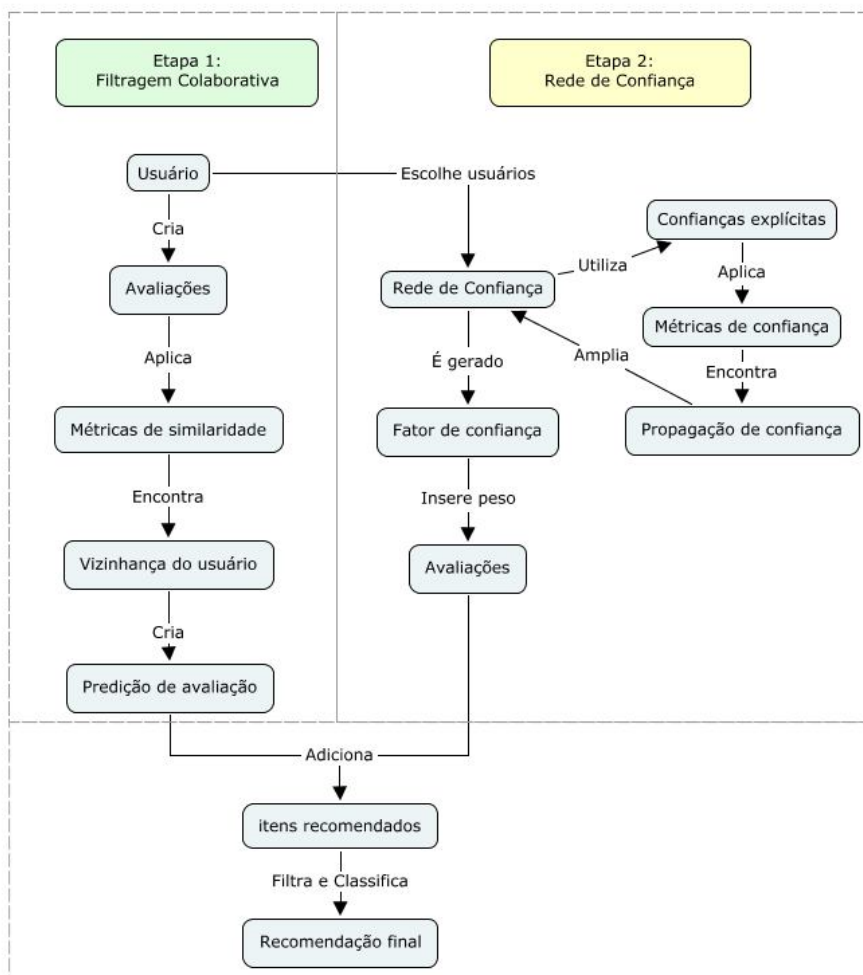 Etapa 1:
Filtragem Colaborativa
Etapa 2:
Rede de Confiança
Usuário
Escolhe usuários
Cria
Avaliações
Aplica
Métricas de similaridade
Encontra
Vizinhança do usuário
Cria
Predição de avaliação
Rede de Confiança
Utiliza
Confianças explícitas
Aplica
Métricas de confiança
Encontra
Propagação de confiança
Amplia
É gerado
Fator de confiança
Insere peso
Avaliações
Adiciona
itens recomendados
Filtra e Classifica
Recomendação final